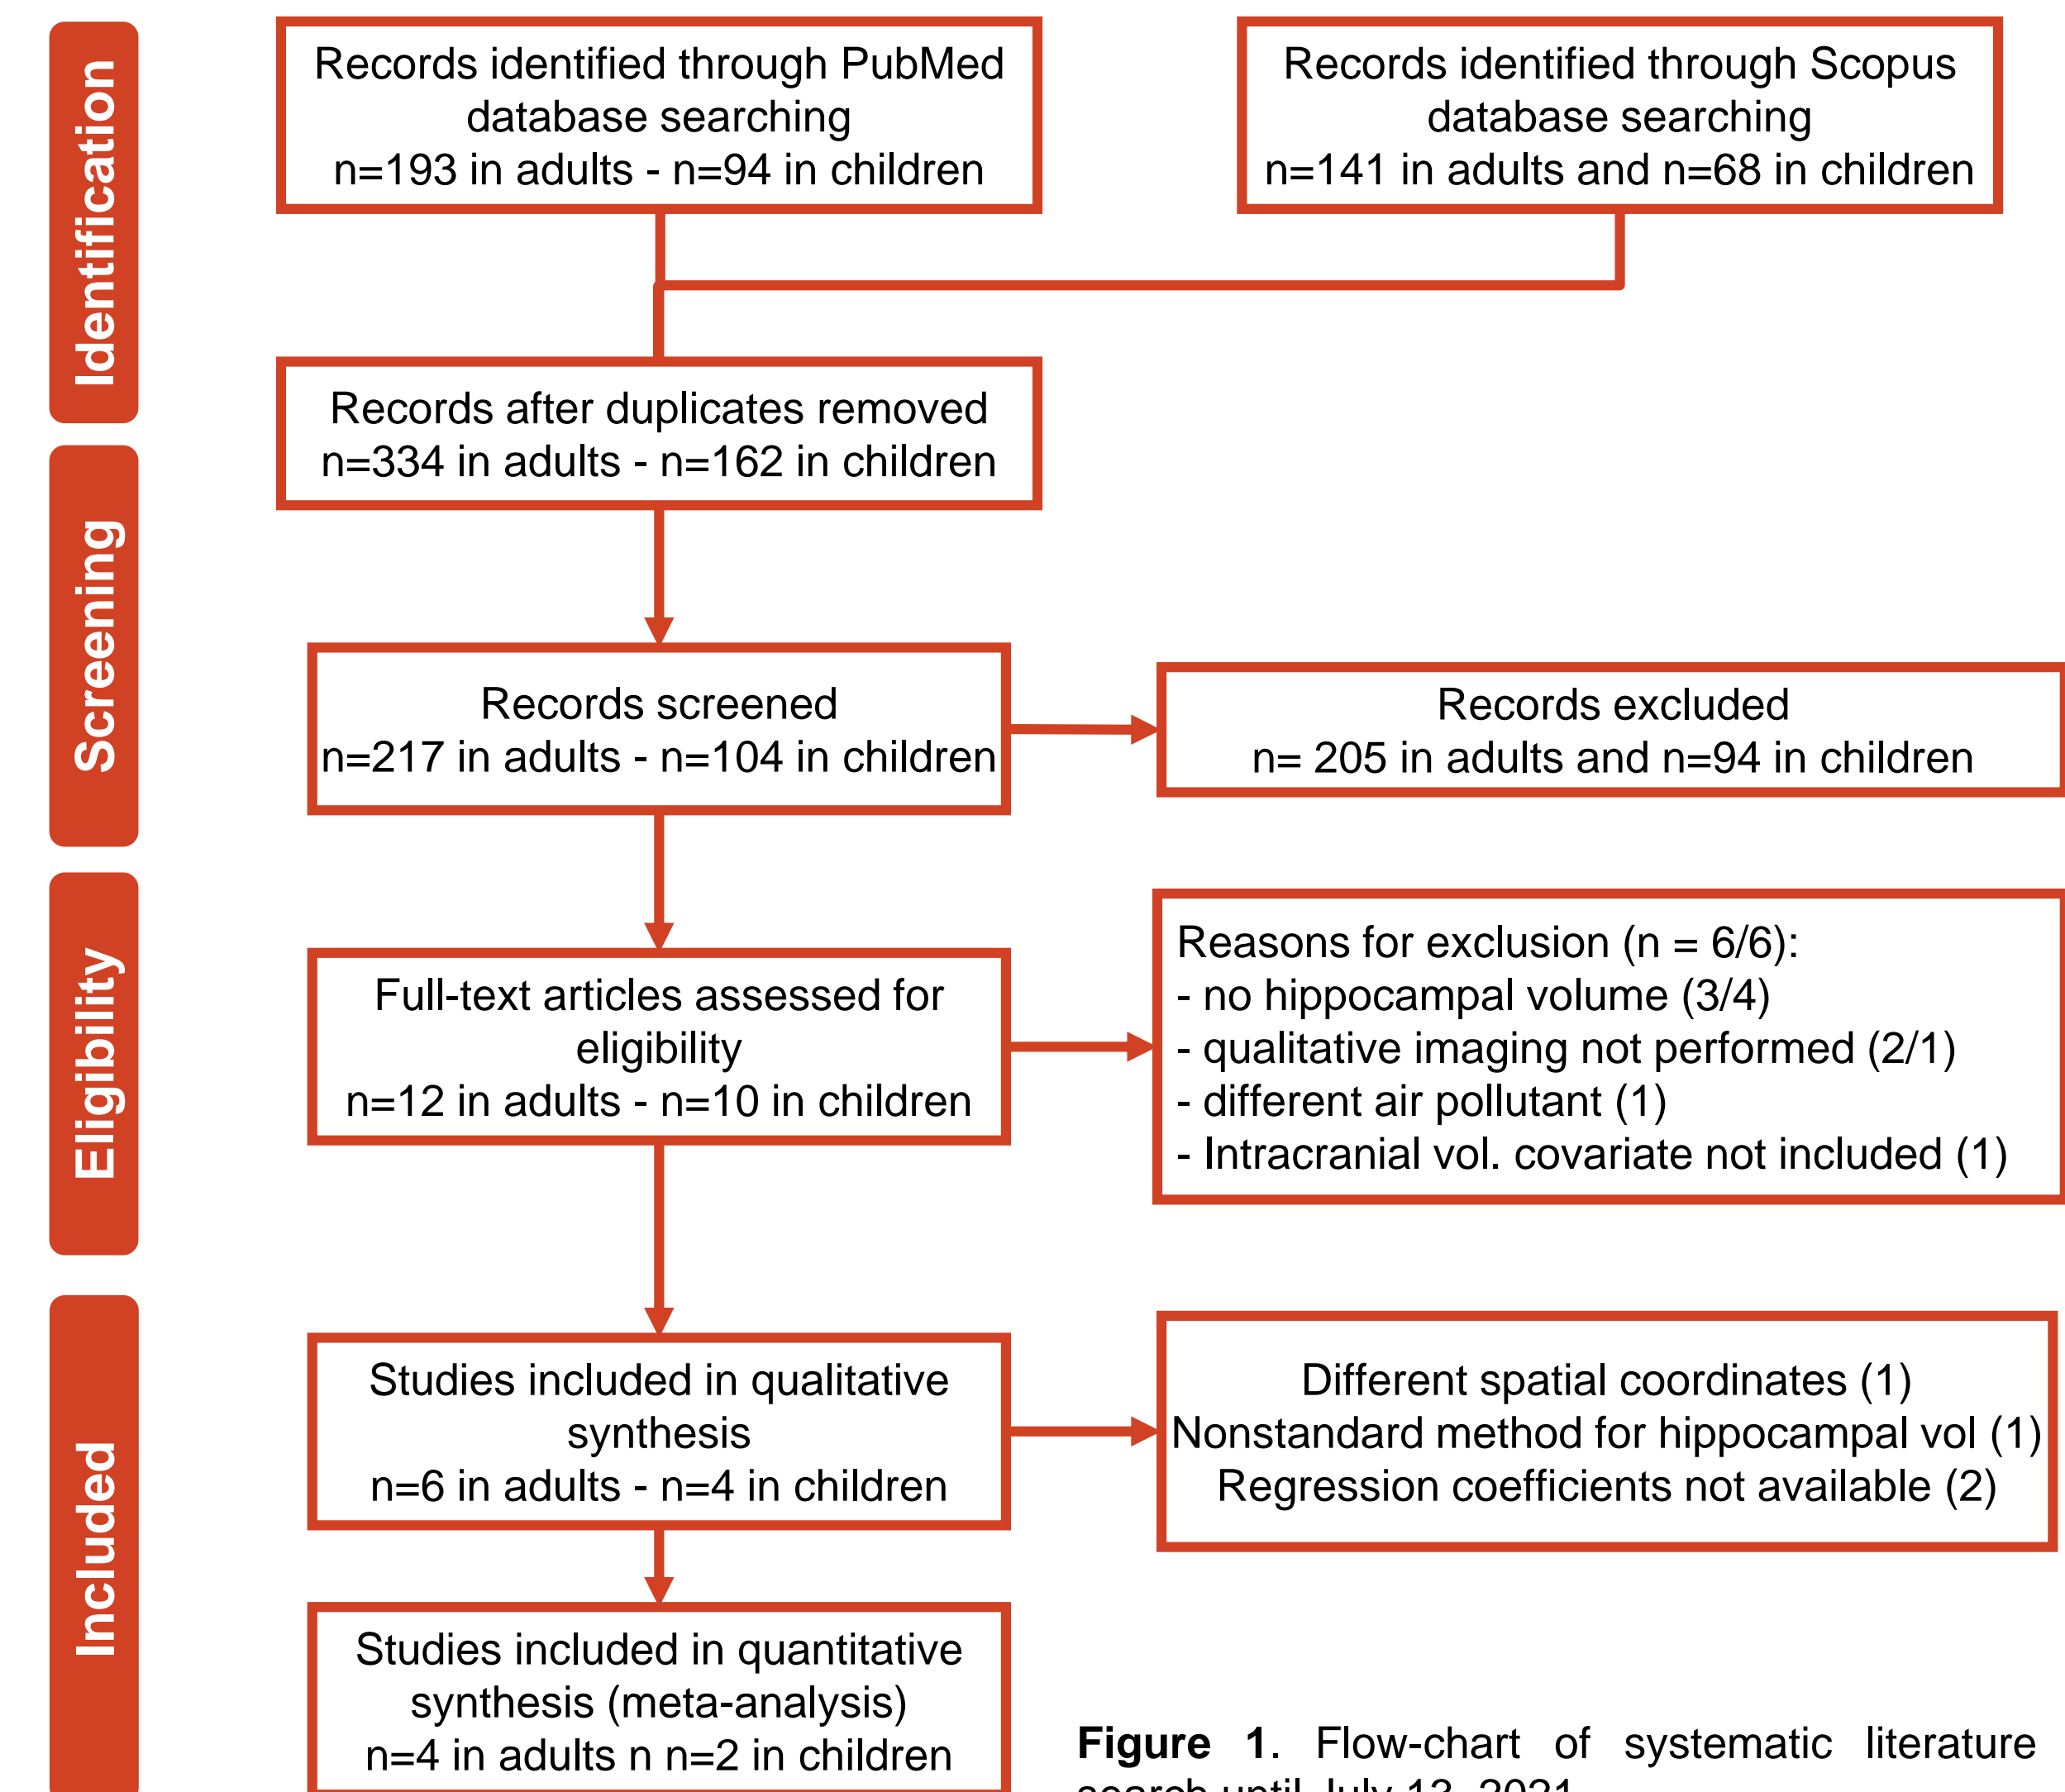 Identification
Records identified through PubMed
database searching
n=193 in adults - n=94 in children
Records identified through Scopus
database searching
n=141 in adults and n=68 in children
Records after duplicates removed
n=334 in adults - n=162 in children
Screening
Records screened
n=217 in adults - n=104 in children
Records excluded
n= 205 in adults and n=94 in children
Eligibility
Full-text articles assessed for
eligibility
n=12 in adults - n=10 in children
Reasons for exclusion (n = 6/6):
- no hippocampal volume (3/4)
- qualitative imaging not performed (2/1)
- different air pollutant (1)
- Intracranial vol. covariate not included (1)
Included
Studies included in qualitative
synthesis
n=6 in adults - n=4 in children
Different spatial coordinates (1)
Nonstandard method for hippocampal vol (1)
Regression coefficients not available (2)
Studies included in quantitative
synthesis (meta-analysis)
n=4 in adults n n=2 in children
Figure 1. Flow-chart of systematic literature
search until July 13, 2021